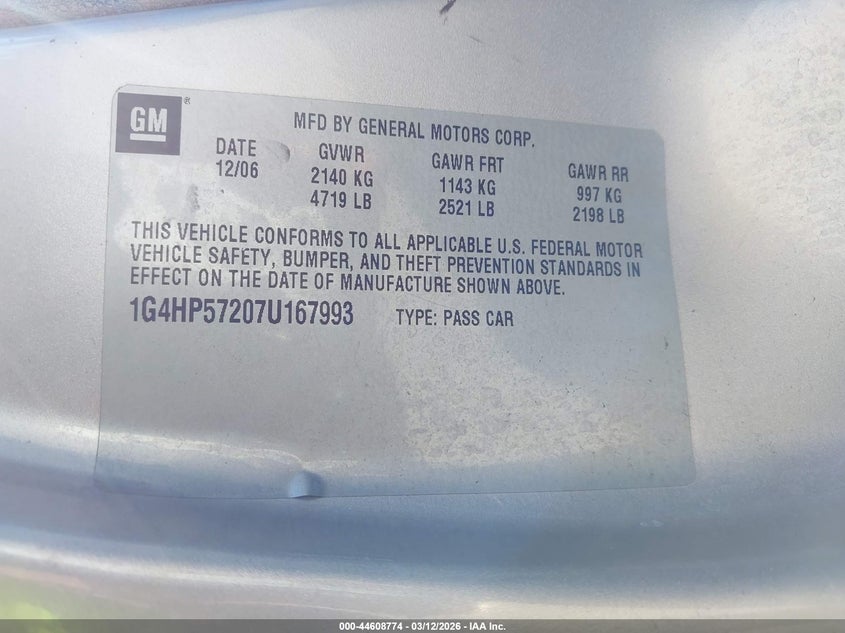 GM®
MFD BY GENERAL MOTORS CORP.
DATE GVWR GAWR FRT GAWR RR
12/06 2140 KG 1143 KG 997 KG
4719 LB 2521 LB 2198 LB
THIS VEHICLE CONFORMS TO ALL APPLICABLE U.S. FEDERAL MOTOR
VEHICLE SAFETY, BUMPER, AND THEFT PREVENTION STANDARDS IN
EFFECT ON THE DATE OF MANUFACTURE SHOWN ABOVE.
1G4HP57207U167993 TYPE: PASS CAR
000-44608774 - 03/12/2026 - IAA Inc.